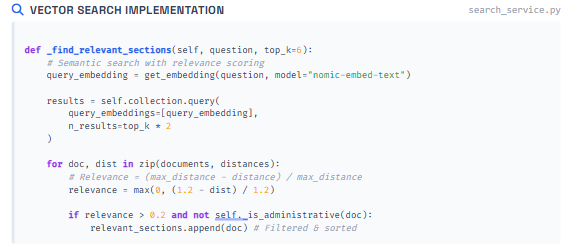 VECTOR SEARCH IMPLEMENTATION
search_service.py
def _find_relevant_sections(self, question, top_k=6):
# Semantic search with relevance scoring
query_embedding = get_embedding(question, model="nomic-embed-text")
results = self.collection.query(
query_embeddings=[query_embedding],
n_results=top_k * 2
)
for doc, dist in zip(documents, distances):
# Relevance = (max_distance - distance) / max_distance
relevance = max(0, (1.2 - dist) / 1.2)
if relevance > 0.2 and not self._is_administrative(doc):
relevant_sections.append(doc) # Filtered & sorted